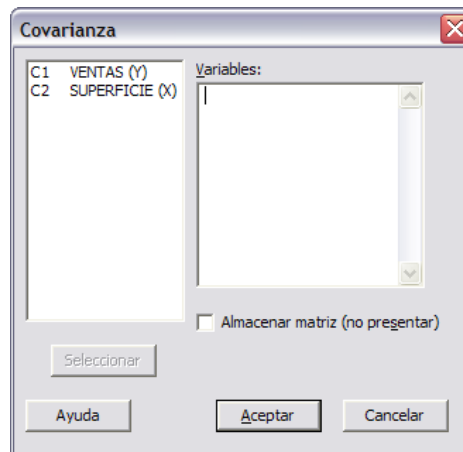 Covarianza
C1 VENTAS (Y)
C2 SUPERFICIE (X)
Variables:
Almacenar matriz (no presentar)
Seleccionar
Ayuda
Aceptar
Cancelar